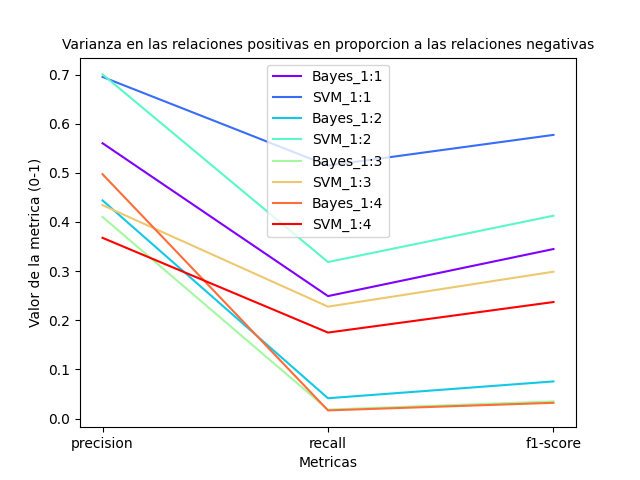 Varianza en las relaciones positivas en proporcion a las relaciones negativas
0.7
0.6
0.5
0.4
0.3
0.2
0.1
0.0
Valor de la metrica (0-1)
Bayes_1:1
SVM_1:1
Bayes_1:2
SVM_1:2
Bayes_1:3
SVM_1:3
Bayes_1:4
SVM_1:4
precision recall f1-score
Metricas